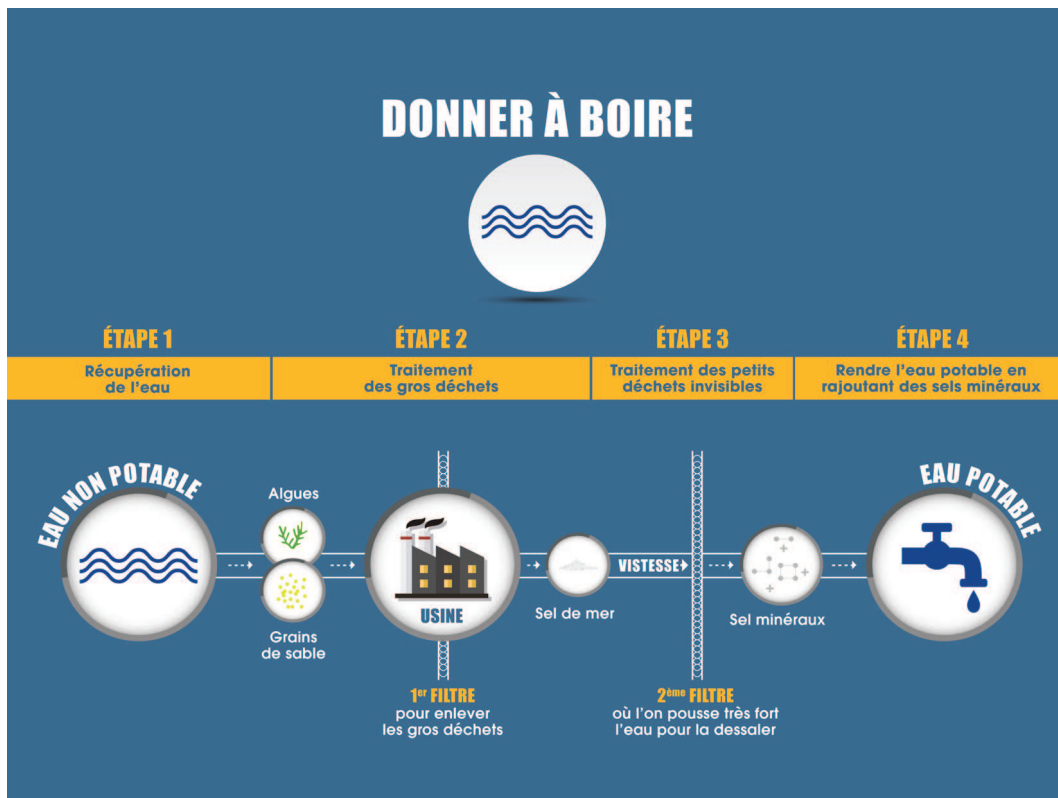 DONNER À BOIRE
ÉTAPE 1
Récupération
de l'eau
ÉTAPE 2
Traitement
des gros déchets
ÉTAPE 3
Traitement des petits
déchets invisibles
ÉTAPE 4
Rendre l'eau potable en
rajoutant des sels minéraux
EAU NON POTABLE
Algues
Grains
de sable
USINE
1er FILTRE
pour enlever
les gros déchets
Sel de mer
VISTESSE
2ème FILTRE
où l'on pousse très fort
l'eau pour la dessaler
Sel minéraux
EAU POTABLE